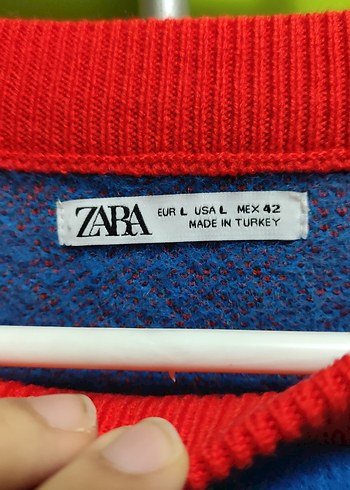 ZARA
EUR L USA L MEX 42
MADE IN TURKEY